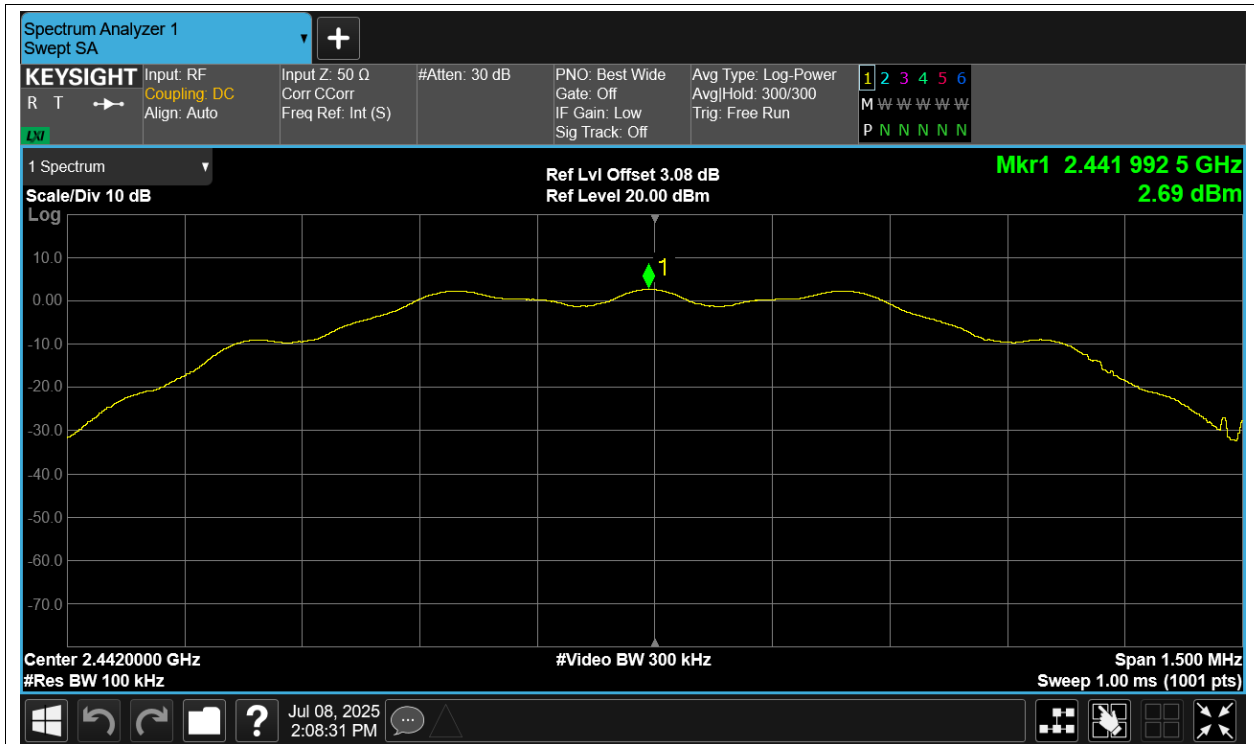 Spectrum Analyzer 1
Swept SA
KEYSIGHT
R T
LXI
Input: RF
Coupling: DC
Align: Auto
Input Z: 50 Ω
Corr CCorr
Freq Ref: Int (S)
#Atten: 30 dB
PNO: Best Wide
Gate: Off
IF Gain: Low
Sig Track: Off
Avg Type: Log-Power
Avg|Hold: 300/300
Trig: Free Run
1 2 3 4 5 6
M W W W W W
P N N N N N
1 Spectrum
Scale/Div 10 dB
Log
Ref Lvl Offset 3.08 dB
Ref Level 20.00 dBm
Mkr1 2.441 992 5 GHz
2.69 dBm
1
10.0
0.00
-10.0
-20.0
-30.0
-40.0
-50.0
-60.0
-70.0
Center 2.4420000 GHz
#Res BW 100 kHz
#Video BW 300 kHz
Span 1.500 MHz
Sweep 1.00 ms (1001 pts)
?
Jul 08, 2025
2:08:31 PM